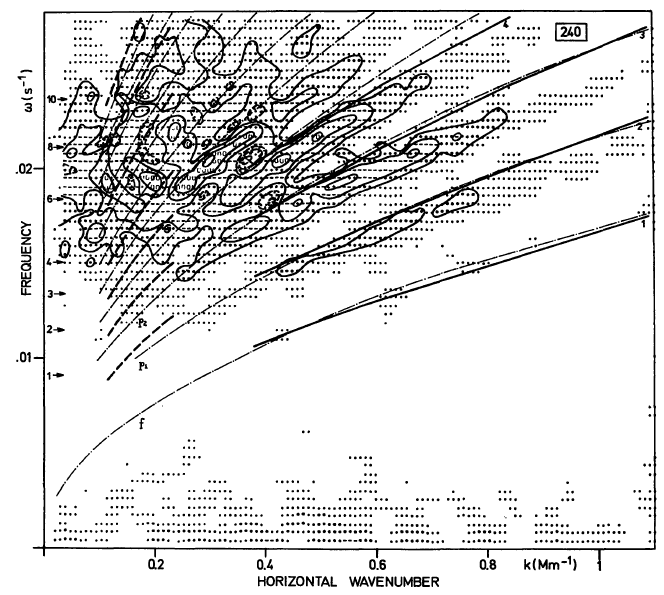 240
4
3
2
1
ω(s⁻¹)
10
8
.02
6
FREQUENCY
4
3
2
p₂
.01
p₁
1
f
0.2
0.4
0.6
0.8
k(Mm⁻¹)
1
HORIZONTAL WAVENUMBER